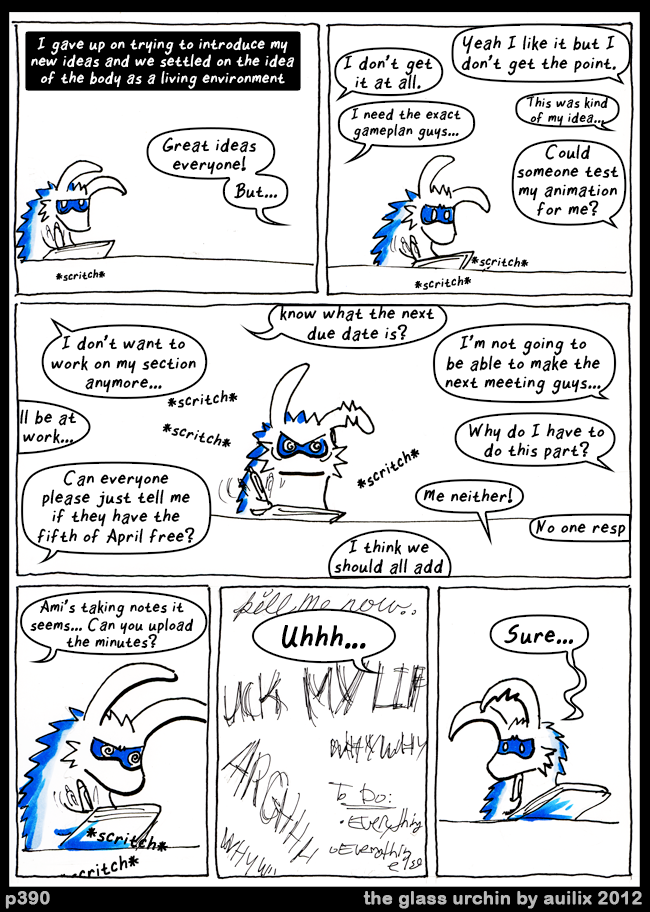 I gave up on trying to introduce my
new ideas and we settled on the idea
of the body as a living environment
Great ideas
everyone!
But...
*scritch*
I don't get
it at all.
Yeah I like it but I
don't get the point.
I need the exact
gameplan guys...
This was kind
of my idea...
Could
someone test
my animation
for me?
*scritch*
*scritch*
I don't want to
work on my section
anymore...
know what the next
due date is?
I'm not going to
be able to make the
next meeting guys...
*scritch*
*scritch*
ll be at
work...
*scritch*
Why do I have to
do this part?
Can everyone
please just tell me
if they have the
fifth of April free?
Me neither!
No one resp
I think we
should all add
Ami's taking notes it
seems... Can you upload
the minutes?
*scritch*
critch*
kill me now..
Uhhh...
UCK MY LIF
WHYWHY
ARGHHH
WHYW
To Do:
• Everything
• Everything
else
Sure...
p390
the glass urchin by auilix 2012